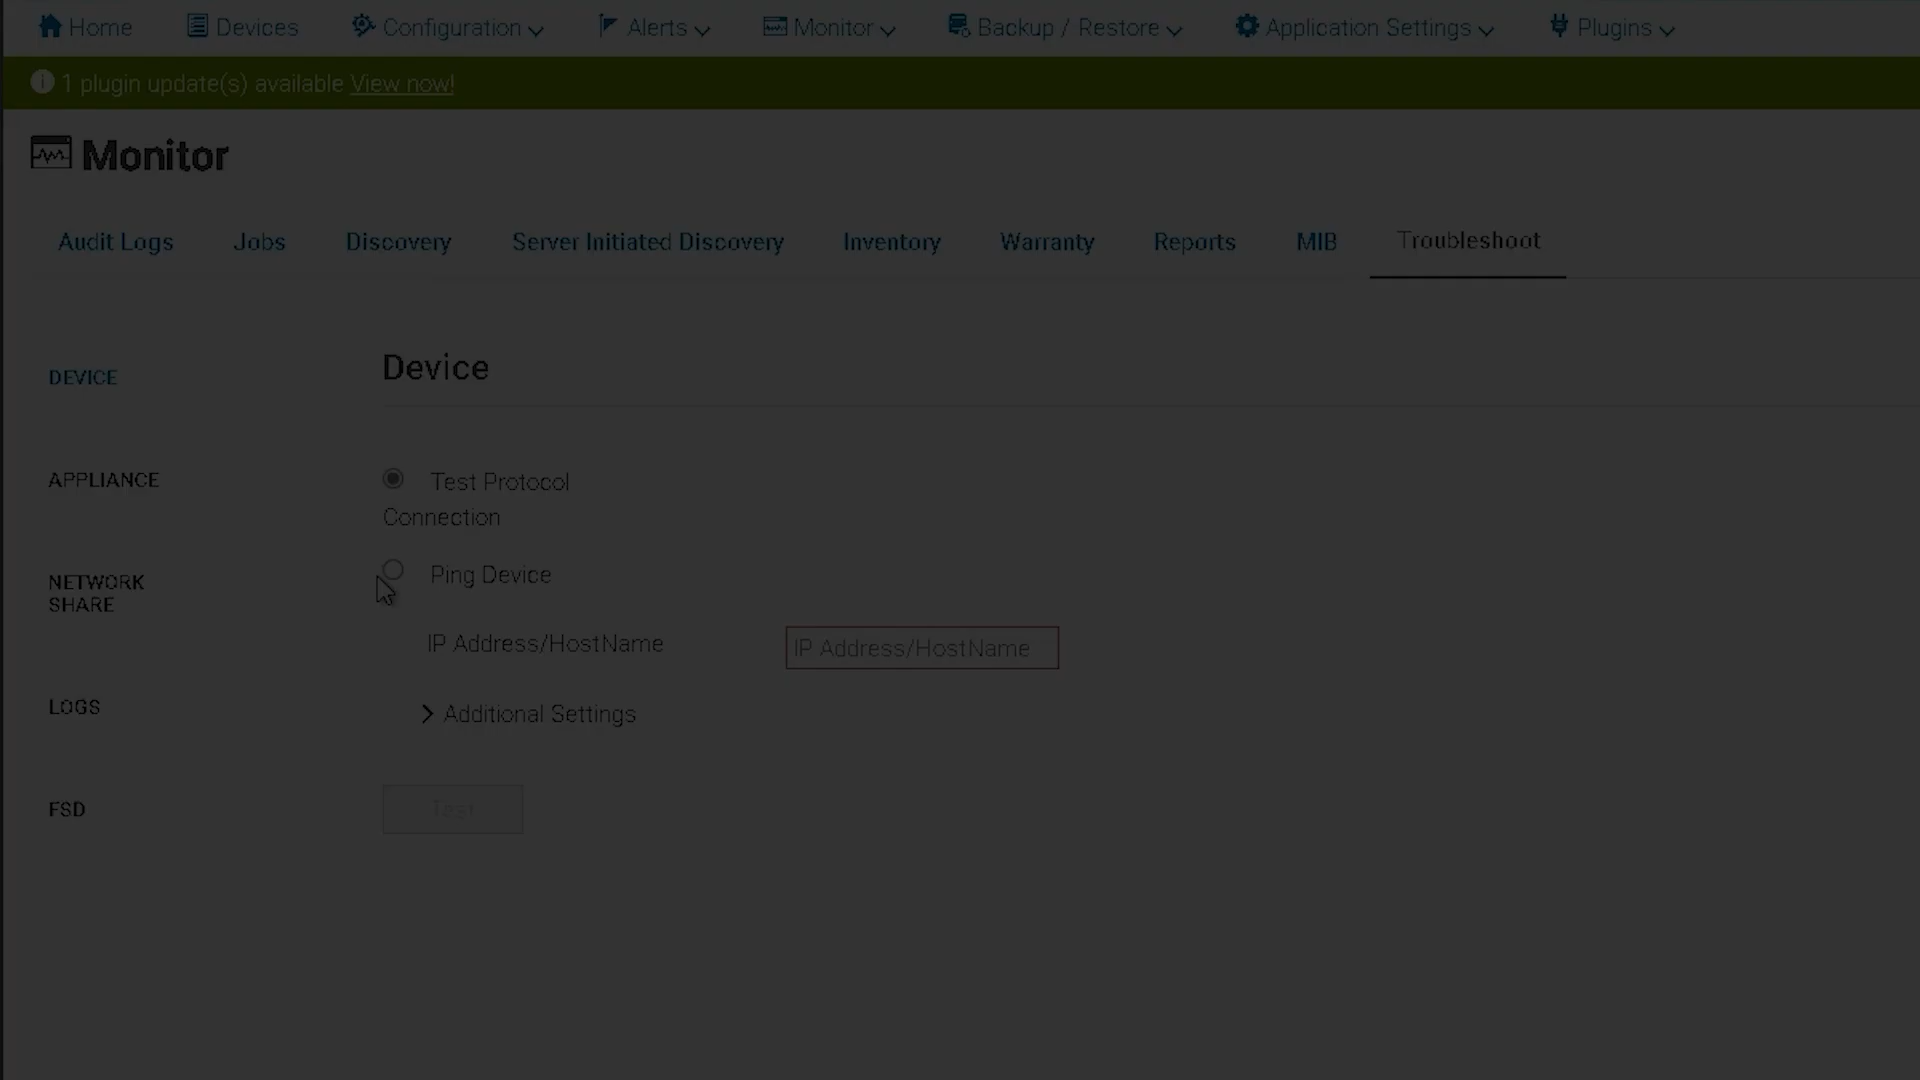 Home Devices Configuration Alerts Monitor Backup / Restore Application Settings Plugins
1 plugin update(s) available View now!
Monitor
Audit Logs Jobs Discovery Server Initiated Discovery Inventory Warranty Reports MIB Troubleshoot
DEVICE
APPLIANCE
NETWORK
SHARE
LOGS
FSD
Device
Test Protocol
Connection
Ping Device
IP Address/HostName IP Address/HostName
Additional Settings
Test